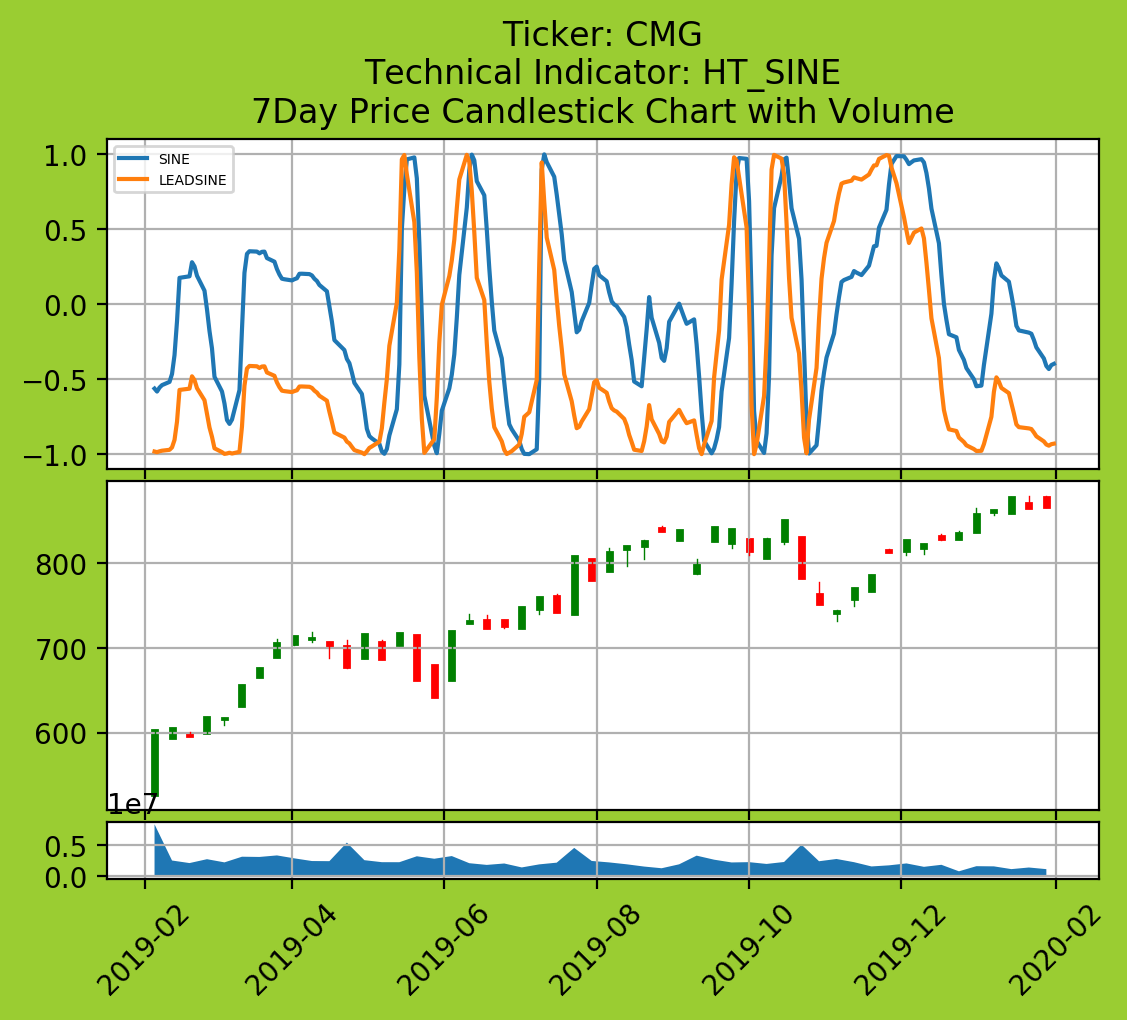 Ticker: CMG
Technical Indicator: HT_SINE
7Day Price Candlestick Chart with Volume
SINE
LEADSINE
1.0
0.5
0.0
−0.5
−1.0
800
700
600
1e7
0.5
0.0
2019-02
2019-04
2019-06
2019-08
2019-10
2019-12
2020-02